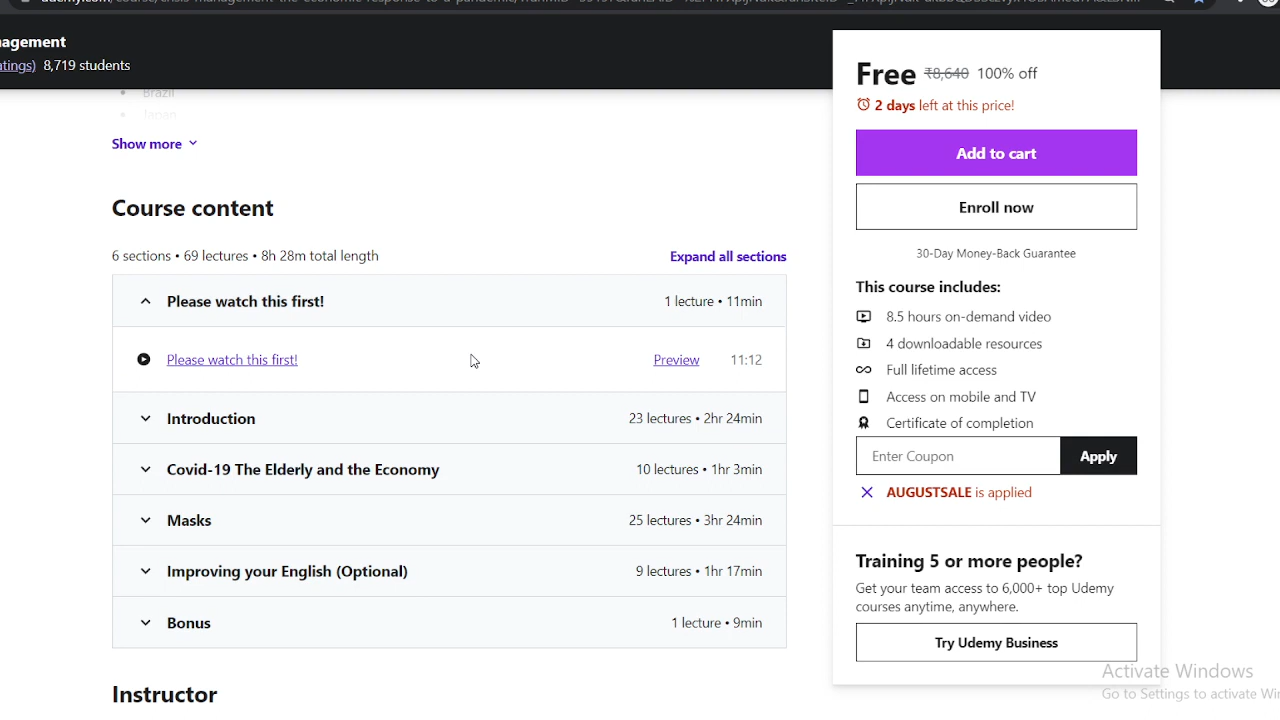 agement
atings) 8,719 students
Brazil
Japan
Show more
Course content
6 sections • 69 lectures • 8h 28m total length
Expand all sections
Please watch this first!
1 lecture • 11min
Please watch this first!
Preview
11:12
Introduction
23 lectures • 2hr 24min
Covid-19 The Elderly and the Economy
10 lectures • 1hr 3min
Masks
25 lectures • 3hr 24min
Improving your English (Optional)
9 lectures • 1hr 17min
Bonus
1 lecture • 9min
Instructor
Free ₹8,640 100% off
2 days left at this price!
Add to cart
Enroll now
30-Day Money-Back Guarantee
This course includes:
8.5 hours on-demand video
4 downloadable resources
Full lifetime access
Access on mobile and TV
Certificate of completion
Enter Coupon
Apply
AUGUSTSALE is applied
Training 5 or more people?
Get your team access to 6,000+ top Udemy
courses anytime, anywhere.
Try Udemy Business
Activate Windows
Go to Settings to activate Wi